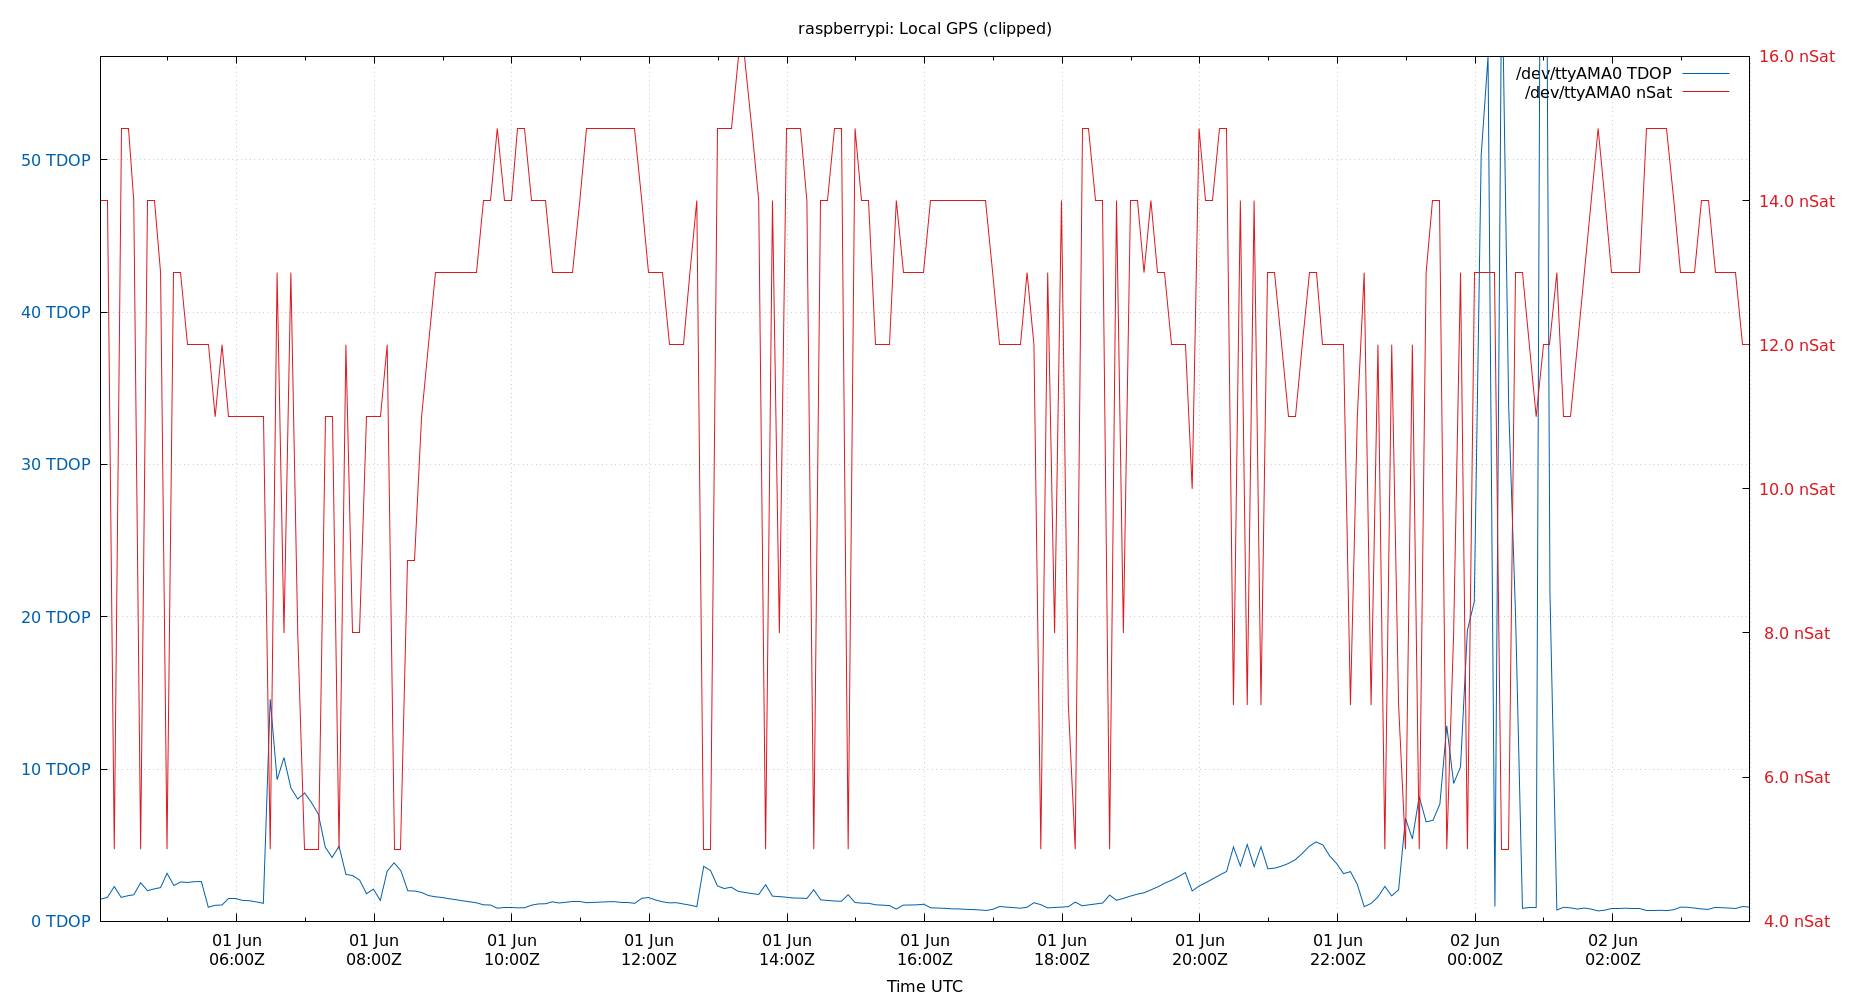 raspberrypi: Local GPS (clipped)
/dev/ttyAMA0 TDOP
/dev/ttyAMA0 nSat
50 TDOP
40 TDOP
30 TDOP
20 TDOP
10 TDOP
0 TDOP
16.0 nSat
14.0 nSat
12.0 nSat
10.0 nSat
8.0 nSat
6.0 nSat
4.0 nSat
01 Jun
06:00Z
01 Jun
08:00Z
01 Jun
10:00Z
01 Jun
12:00Z
01 Jun
14:00Z
01 Jun
16:00Z
01 Jun
18:00Z
01 Jun
20:00Z
01 Jun
22:00Z
02 Jun
00:00Z
02 Jun
02:00Z
Time UTC